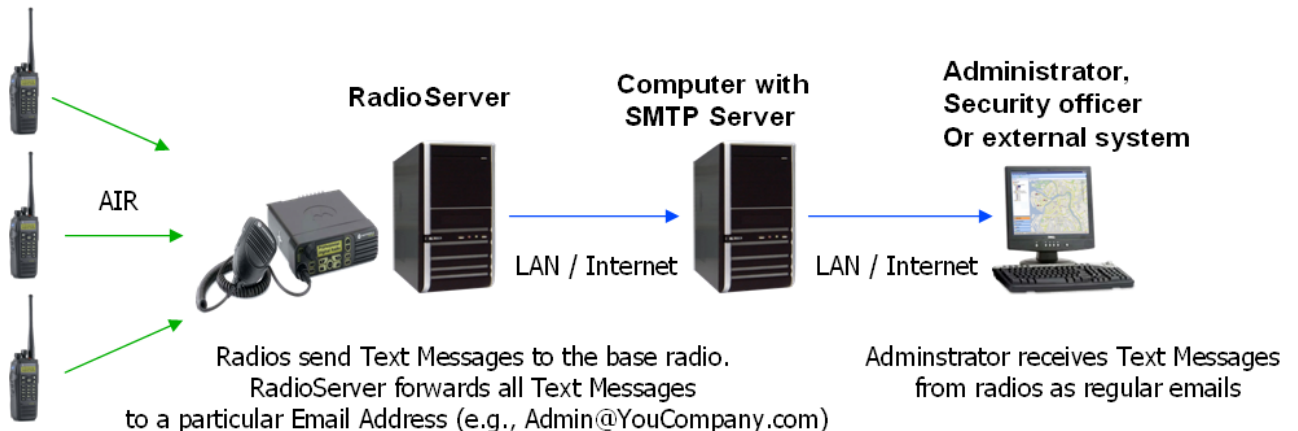 RadioServer
Computer with
SMTP Server
Administrator,
Security officer
Or external system
AIR
LAN / Internet
LAN / Internet
Radios send Text Messages to the base radio.
RadioServer forwards all Text Messages
to a particular Email Address (e.g., Admin@YouCompany.com)
Adminstrator receives Text Messages
from radios as regular emails